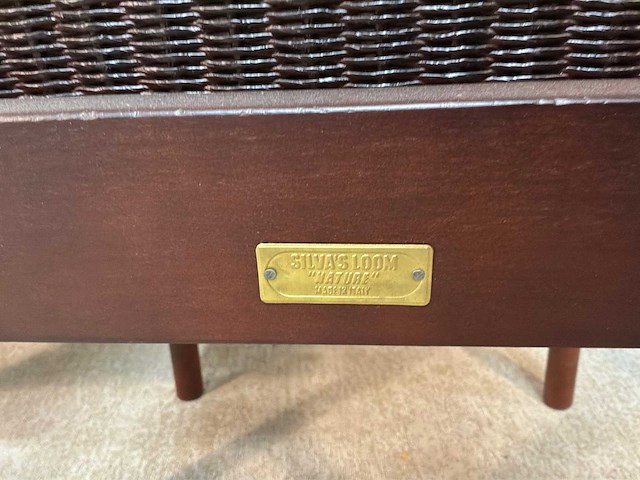 SILVA'S LOOM
"NATURE"
MADE IN ITALY